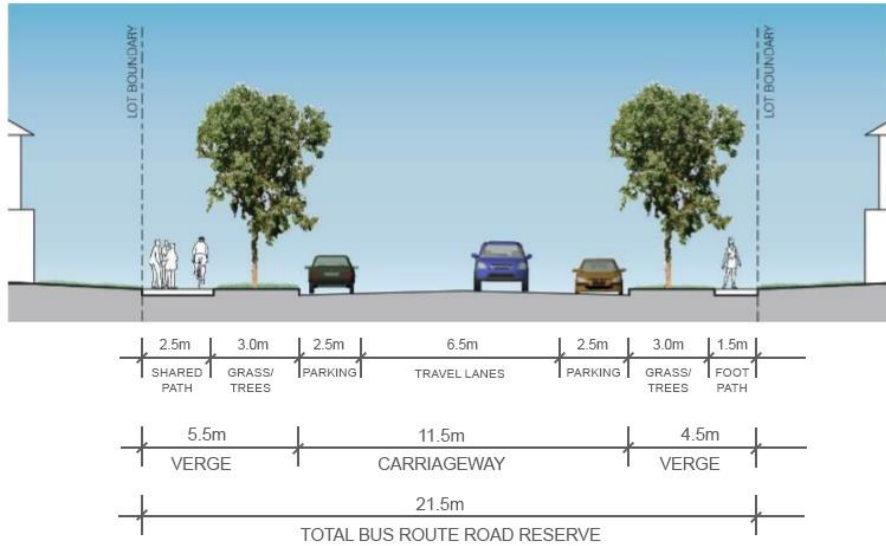 LOT BOUNDARY
LOT BOUNDARY
2.5m 3.0m 2.5m 6.5m 2.5m 3.0m 1.5m
SHARED PATH GRASS/ TREES PARKING TRAVEL LANES PARKING GRASS/ TREES FOOT PATH
5.5m 11.5m 4.5m
VERGE CARRIAGEWAY VERGE
21.5m
TOTAL BUS ROUTE ROAD RESERVE